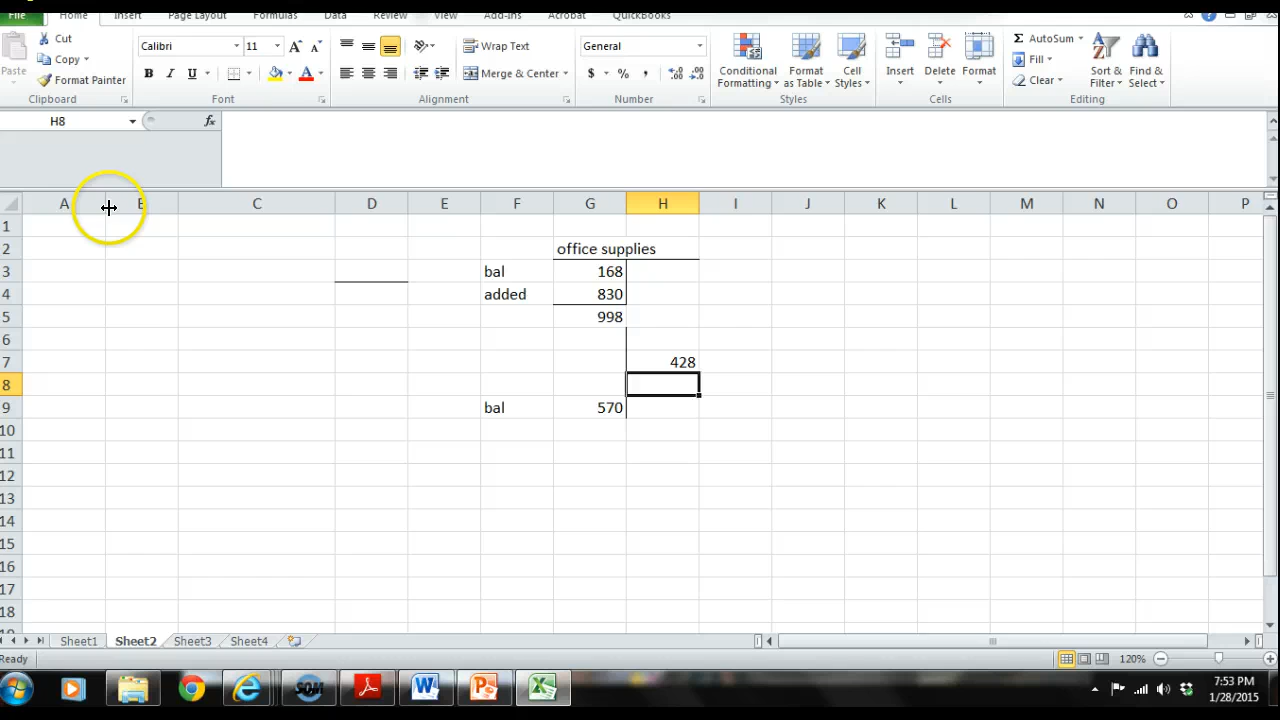 File Home Insert Page Layout Formulas Data Review View Add-Ins Acrobat QuickBooks
Cut
Copy
Format Painter
Paste
Clipboard
Calibri 11 A A
B I U A
Font
Wrap Text
Merge & Center
Alignment
General
$ % , .00 .0
Number
Conditional Formatting
Format as Table
Cell Styles
Styles
Insert Delete Format
Cells
Σ AutoSum
Fill
Clear
Sort & Filter
Find & Select
Editing
H8 fx
A B C D E F G H I J K L M N O P
1
2 office supplies
3 bal 168
4 added 830
5 998
6
7 428
8
9 bal 570
10
11
12
13
14
15
16
17
18
Sheet1 Sheet2 Sheet3 Sheet4
Ready 120%
7:53 PM
1/28/2015